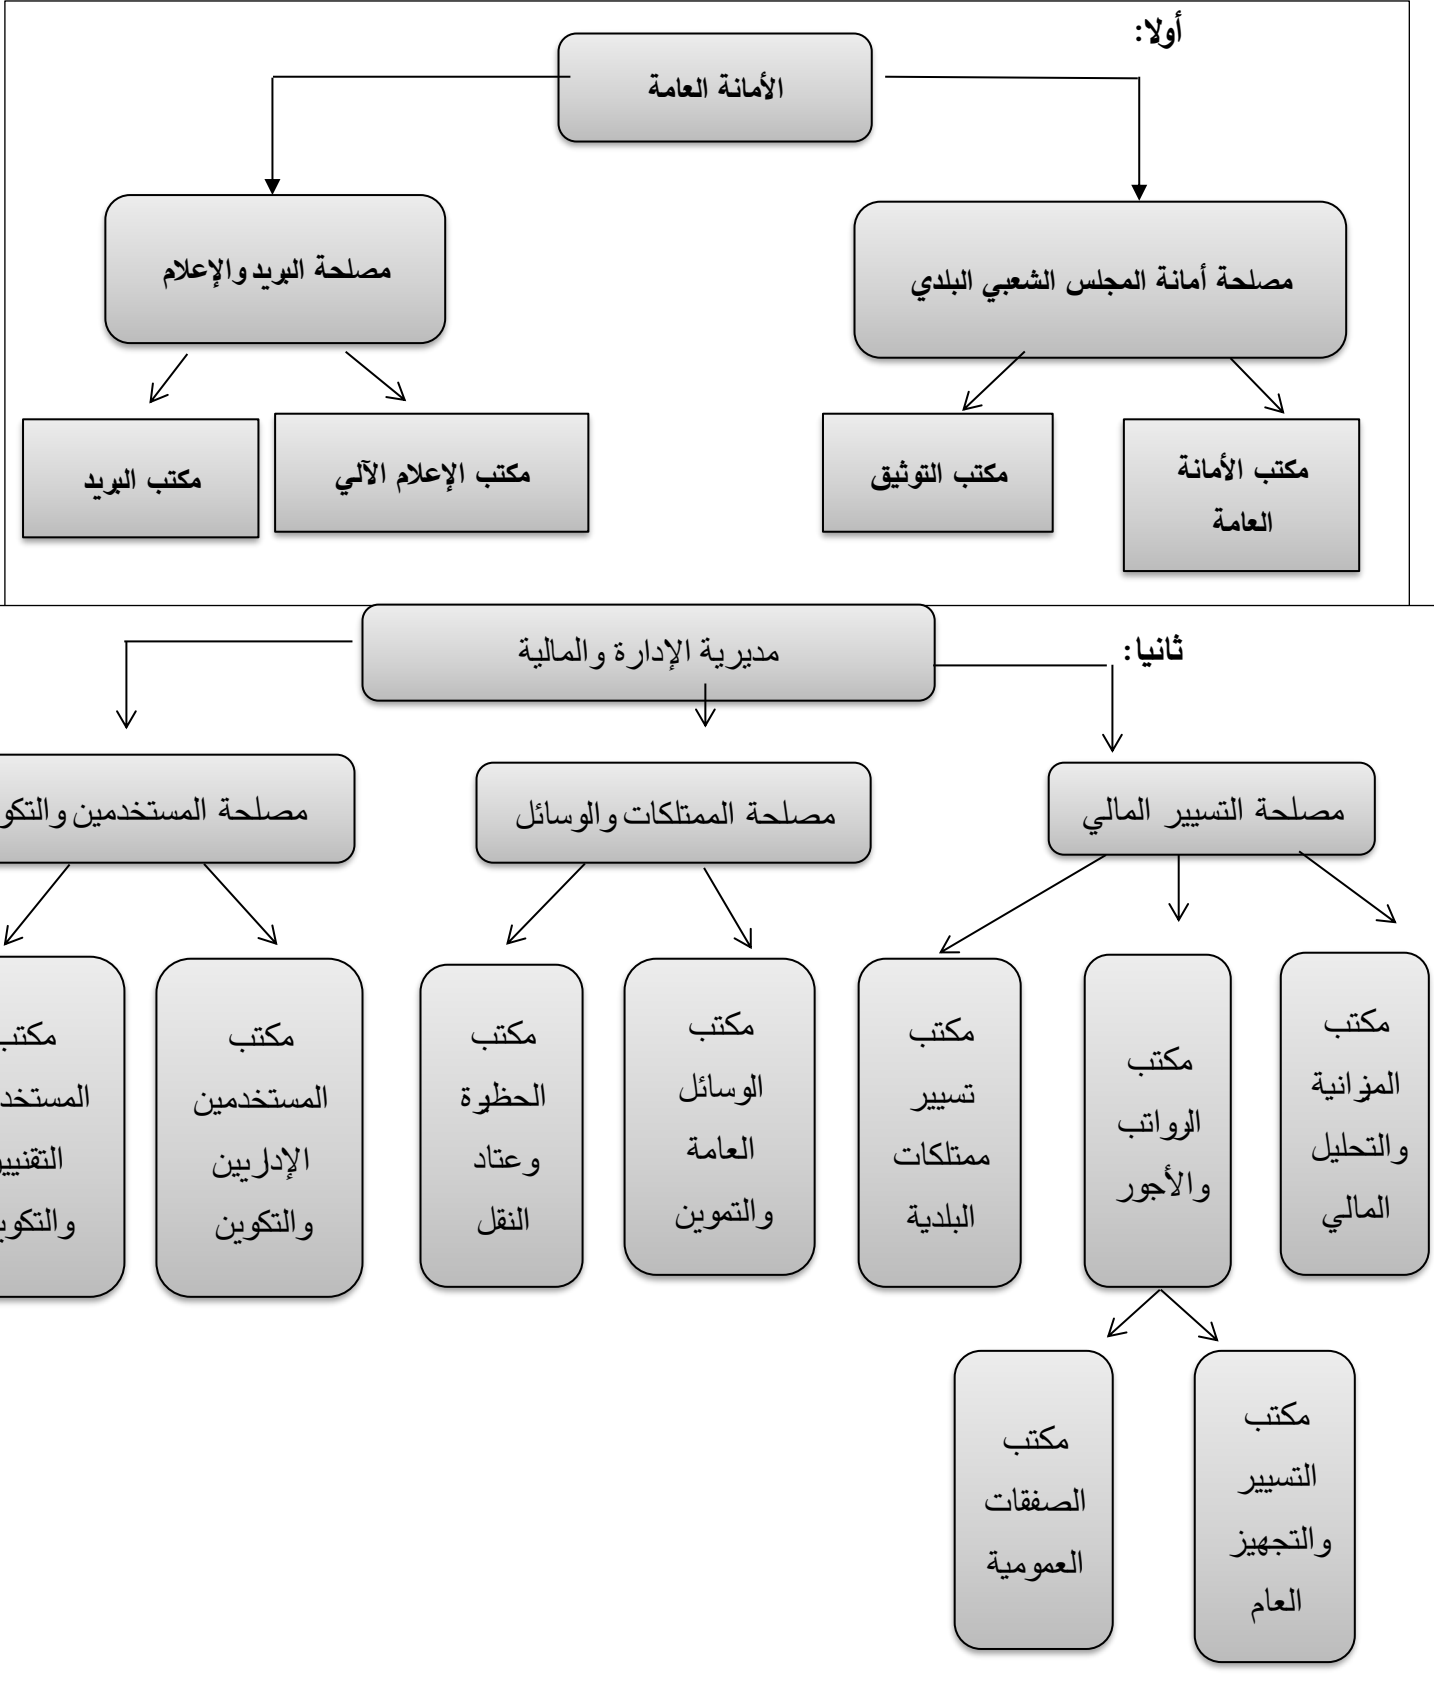 أولا:
الأمانة العامة
مصلحة أمانة المجلس الشعبي البلدي
مصلحة البريد والإعلام
مكتب الأمانة
العامة
مكتب التوثيق
مكتب الإعلام الآلي
مكتب البريد
ثانيا:
مديرية الإدارة والمالية
مصلحة التسيير المالي
مصلحة الممتلكات والوسائل
مصلحة المستخدمين
مكتب
الميزانية
والتحليل
المالي
مكتب
الرواتب
والأجور
مكتب
تسيير
ممتلكات
البلدية
مكتب
الوسائل
العامة
والتموين
مكتب
الحظيرة
وعتاد
النقل
مكتب
المستخدمين
الإداريين
والتكوين
مكتب
مكتب
التسيير
والتجهيز
العام
مكتب
الصفقات
العمومية